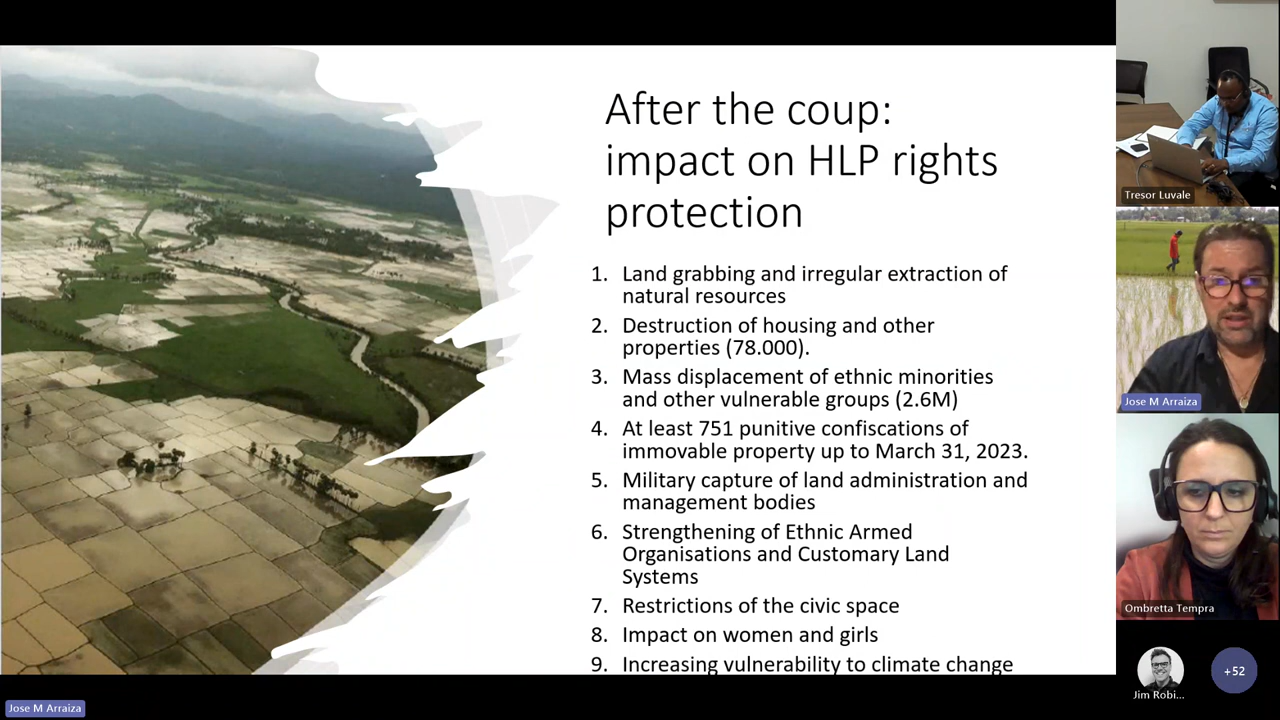 After the coup:
impact on HLP rights
protection
1. Land grabbing and irregular extraction of
natural resources
2. Destruction of housing and other
properties (78.000).
3. Mass displacement of ethnic minorities
and other vulnerable groups (2.6M)
4. At least 751 punitive confiscations of
immovable property up to March 31, 2023.
5. Military capture of land administration and
management bodies
6. Strengthening of Ethnic Armed
Organisations and Customary Land
Systems
7. Restrictions of the civic space
8. Impact on women and girls
9. Increasing vulnerability to climate change
Tresor Luvale
Jose M Arraiza
Ombretta Tempra
Jim Robi...
+52
Jose M Arraiza